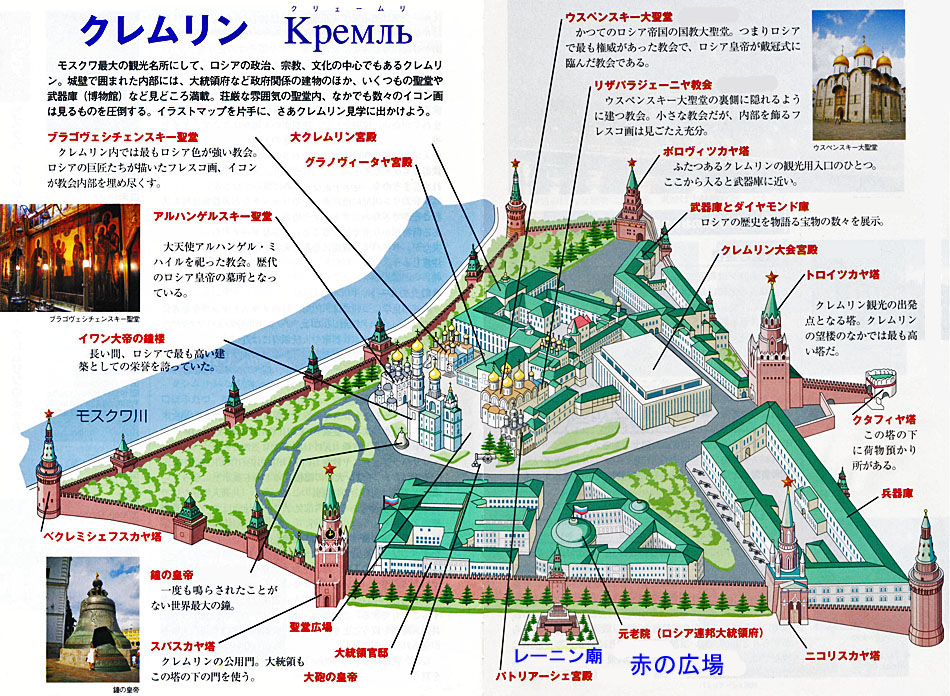 クリェームリ
クレムリン Кремль
モスクワ最大の観光名所にして、ロシアの政治、宗教、文化の中心でもあるクレムリ
ン。城壁で囲まれた内部には、大統領府など政府関係の建物のほか、いくつもの聖堂や
武器庫（博物館）など見どころ満載。荘厳な雰囲気の聖堂内、なかでも数々のイコン画
は見るものを圧倒する。イラストマップを片手に、さあクレムリン見学に出かけよう。
ウスペンスキー大聖堂
かつてのロシア帝国の国教大聖堂。つまりロシア
で最も権威があった教会で、ロシア皇帝が戴冠式に
臨んだ教会である。
リザパラジェーニヤ教会
ウスペンスキー大聖堂の裏側に隠れるよう
に建つ教会。小さな教会だが、内部を飾るフ
レスコ画は見ごたえ充分。
ウスペンスキー大聖堂
ブラゴヴェシチェンスキー聖堂
クレムリン内では最もロシア色が強い教会。
ロシアの巨匠たちが描いたフレスコ画、イコン
が教会内部を埋め尽くす。
大クレムリン宮殿
グラノヴィータヤ宮殿
ボロヴィツカヤ塔
ふたつあるクレムリンの観光用入口のひとつ。
ここから入ると武器庫に近い。
アルハンゲルスキー聖堂
大天使アルハンゲル・ミ
ハイルを祀った教会。歴代
のロシア皇帝の墓所となっ
ている。
武器庫とダイヤモンド庫
ロシアの歴史を物語る宝物の数々を展示。
クレムリン大会宮殿
トロイツカヤ塔
クレムリン観光の出発
点となる塔。クレムリン
の望楼のなかでは最も高
い塔だ。
ブラゴヴェシチェンスキー聖堂
イワン大帝の鐘楼
長い間、ロシアで最も高い建
築としての栄誉を誇っていた。
モスクワ川
クタフィヤ塔
この塔の下
に荷物預かり
所がある。
兵器庫
ベクレミシェフスカヤ塔
鐘の皇帝
一度も鳴らされたことが
ない世界最大の鐘。
スパスカヤ塔
クレムリンの公用門。大統領も
この塔の下の門を使う。
鐘の皇帝
聖堂広場
大統領官邸
大砲の皇帝
パトリアーシェ宮殿
レーニン廟
元老院（ロシア連邦大統領府）
赤の広場
ニコリスカヤ塔